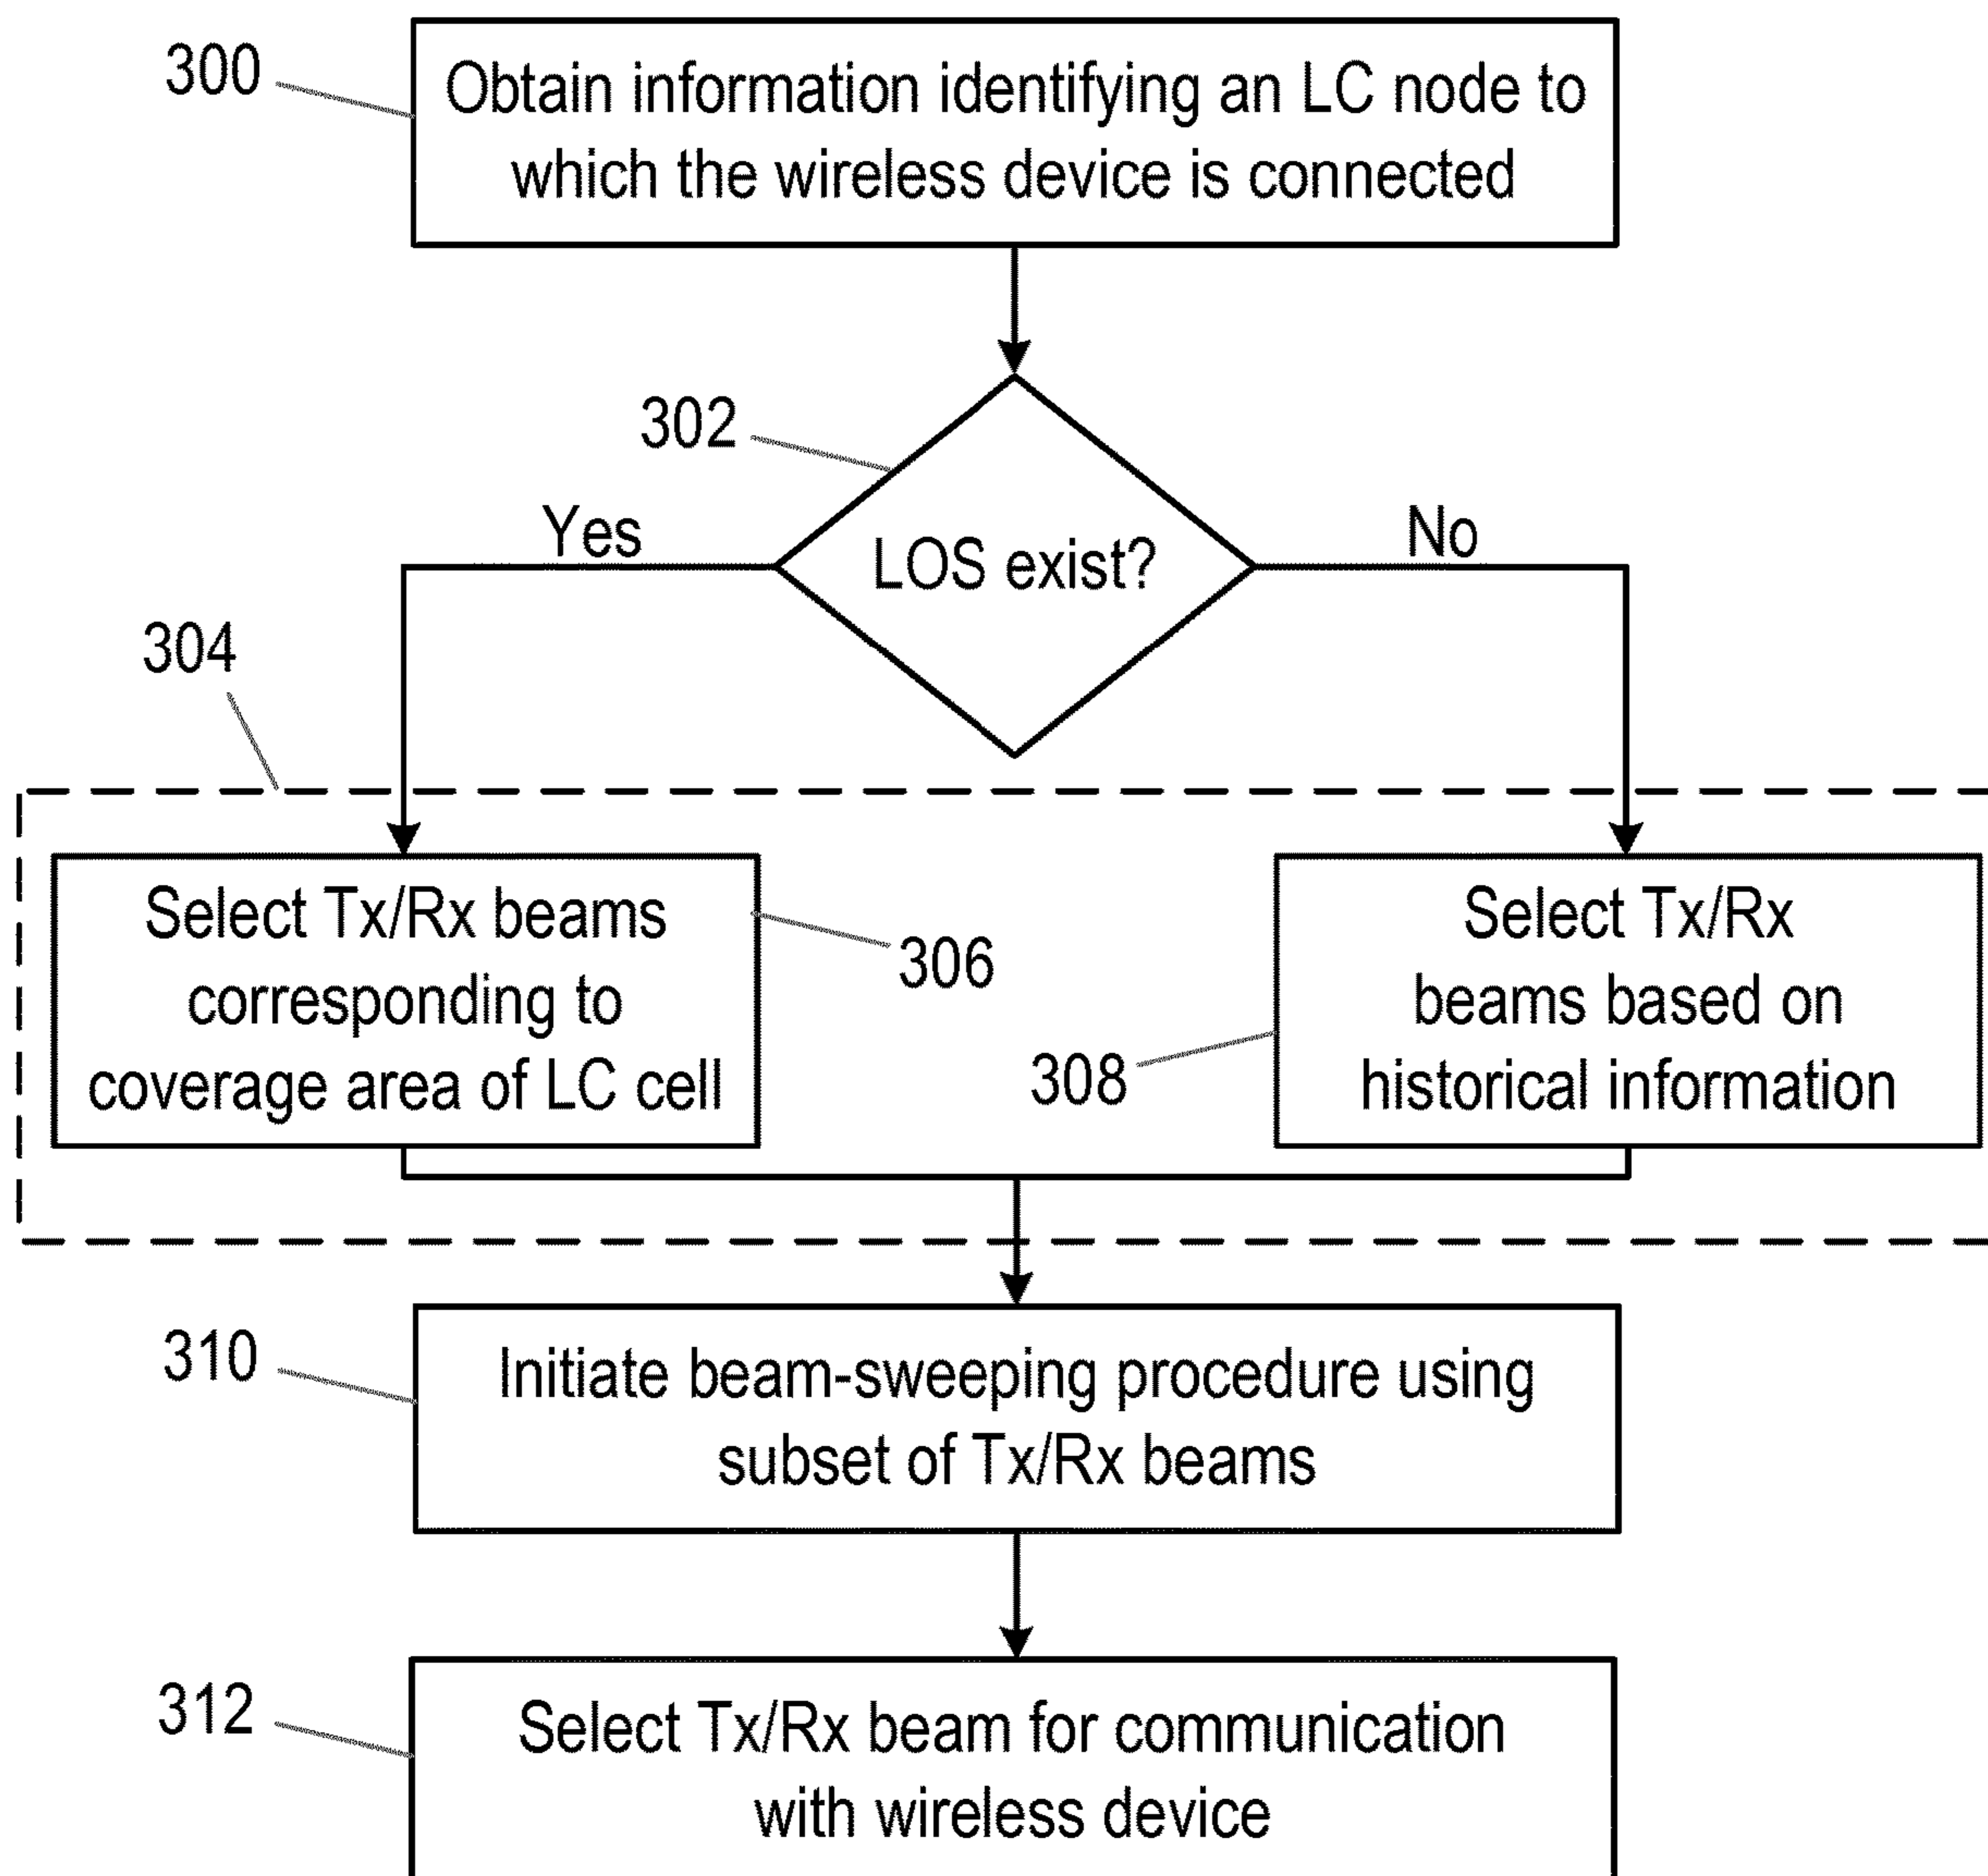 300
Obtain information identifying an LC node to
which the wireless device is connected
302
LOS exist?
Yes
No
304
Select Tx/Rx beams
corresponding to
coverage area of LC cell
306
Select Tx/Rx
beams based on
historical information
308
310
Initiate beam-sweeping procedure using
subset of Tx/Rx beams
312
Select Tx/Rx beam for communication
with wireless device